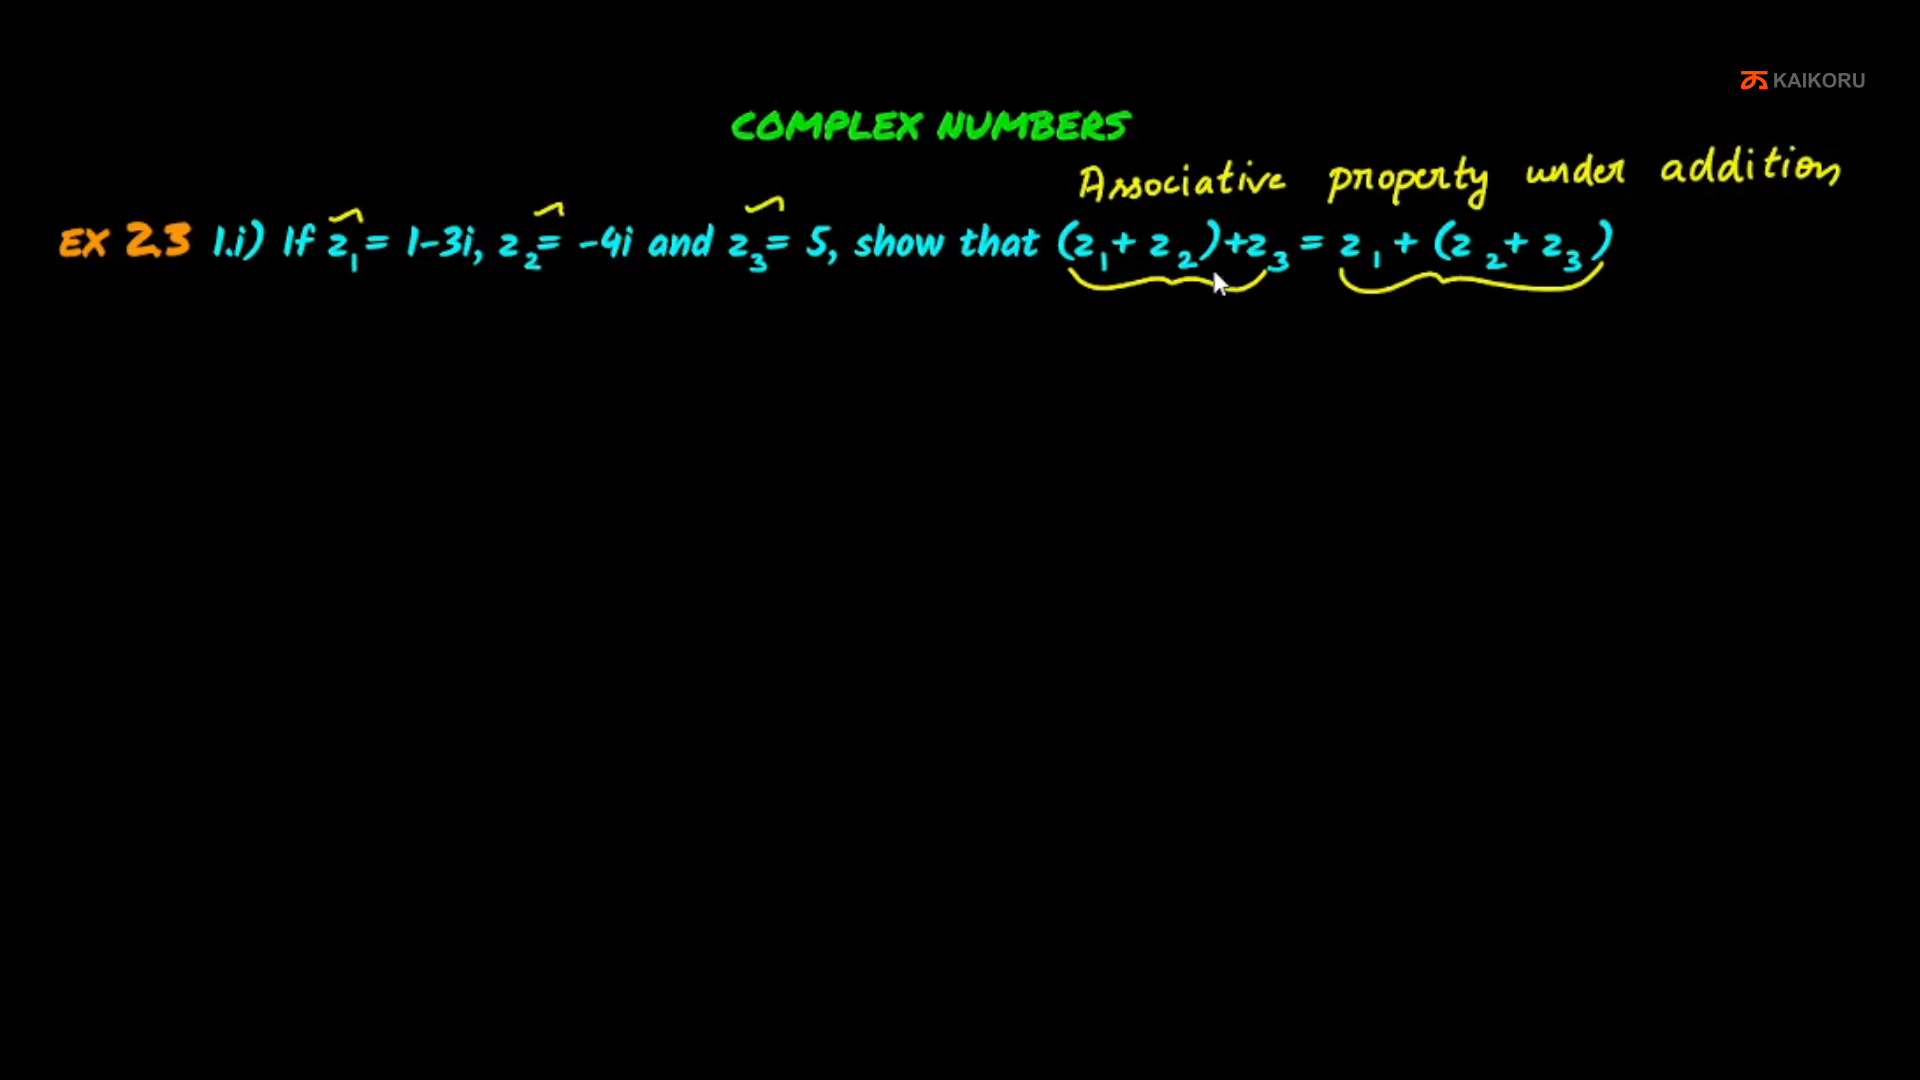 KAIKORU
COMPLEX NUMBERS
Associative property under addition
EX 2.3 1.i) If z₁ = 1-3i, z₂ = -4i and z₃ = 5, show that (z₁ + z₂)+z₃ = z₁ + (z₂ + z₃)